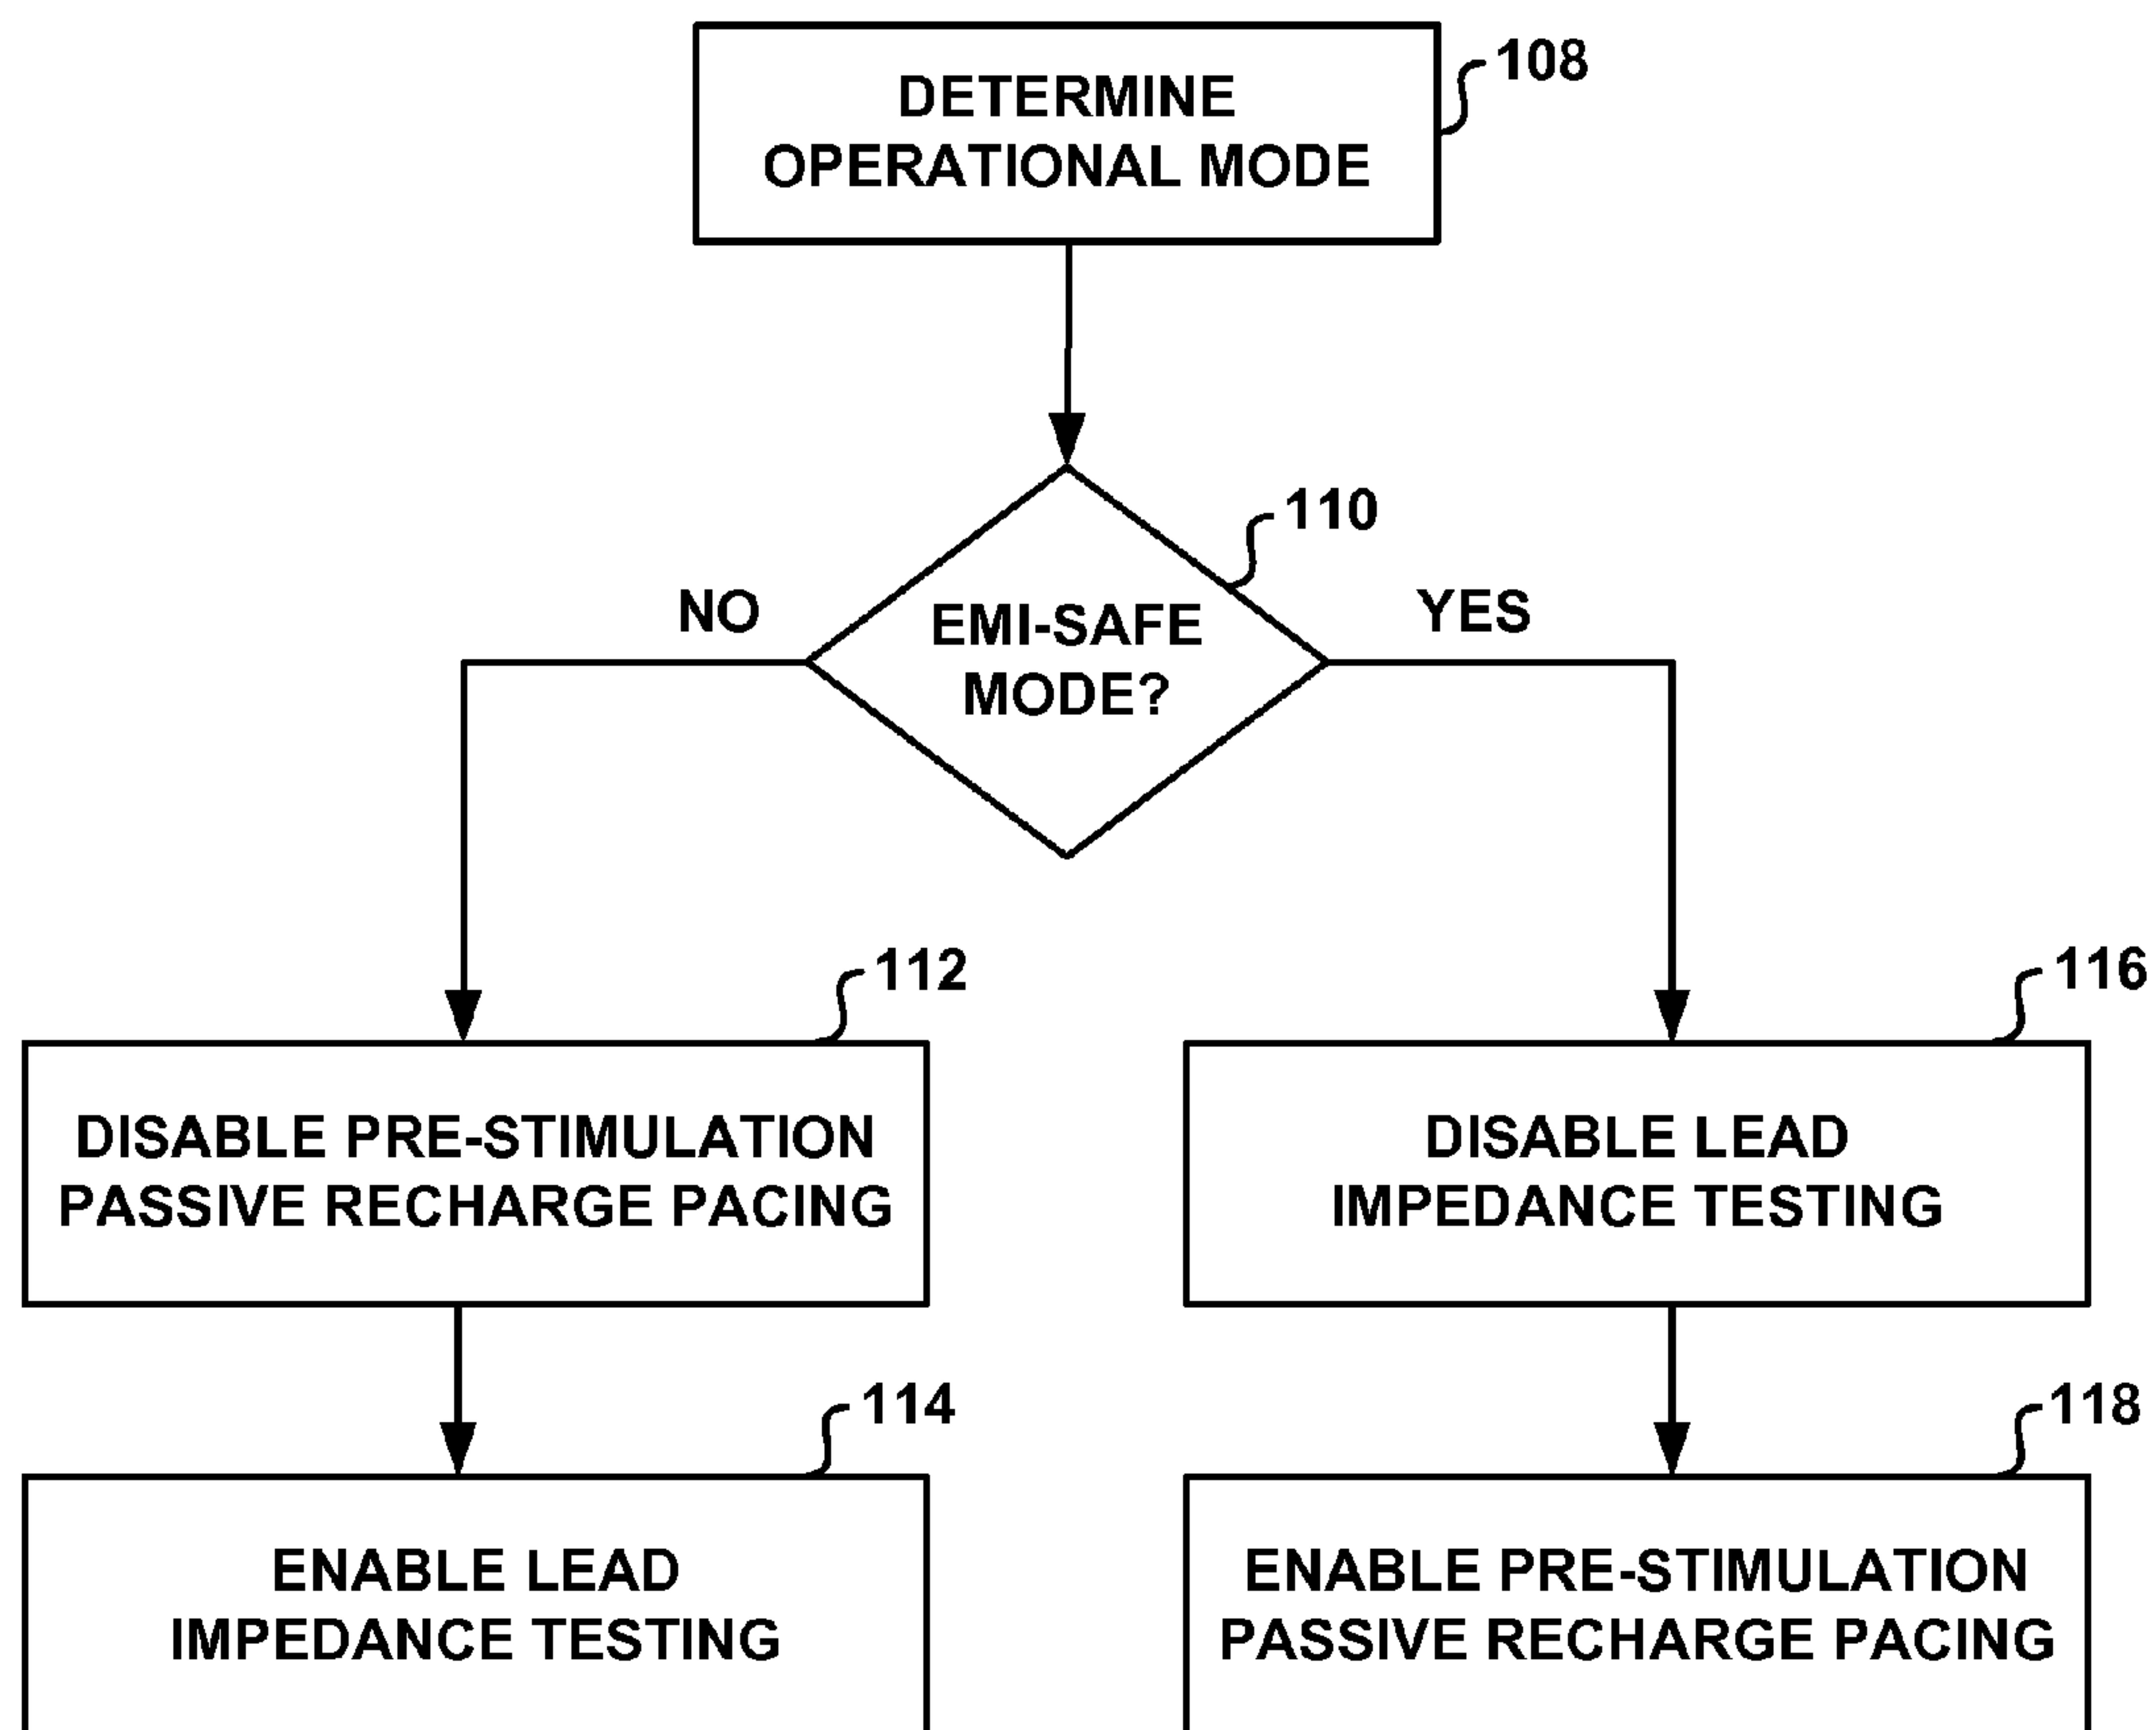 DETERMINE
OPERATIONAL MODE
108
110
NO
EMI-SAFE
MODE?
YES
112
DISABLE PRE-STIMULATION
PASSIVE RECHARGE PACING
116
DISABLE LEAD
IMPEDANCE TESTING
114
ENABLE LEAD
IMPEDANCE TESTING
118
ENABLE PRE-STIMULATION
PASSIVE RECHARGE PACING